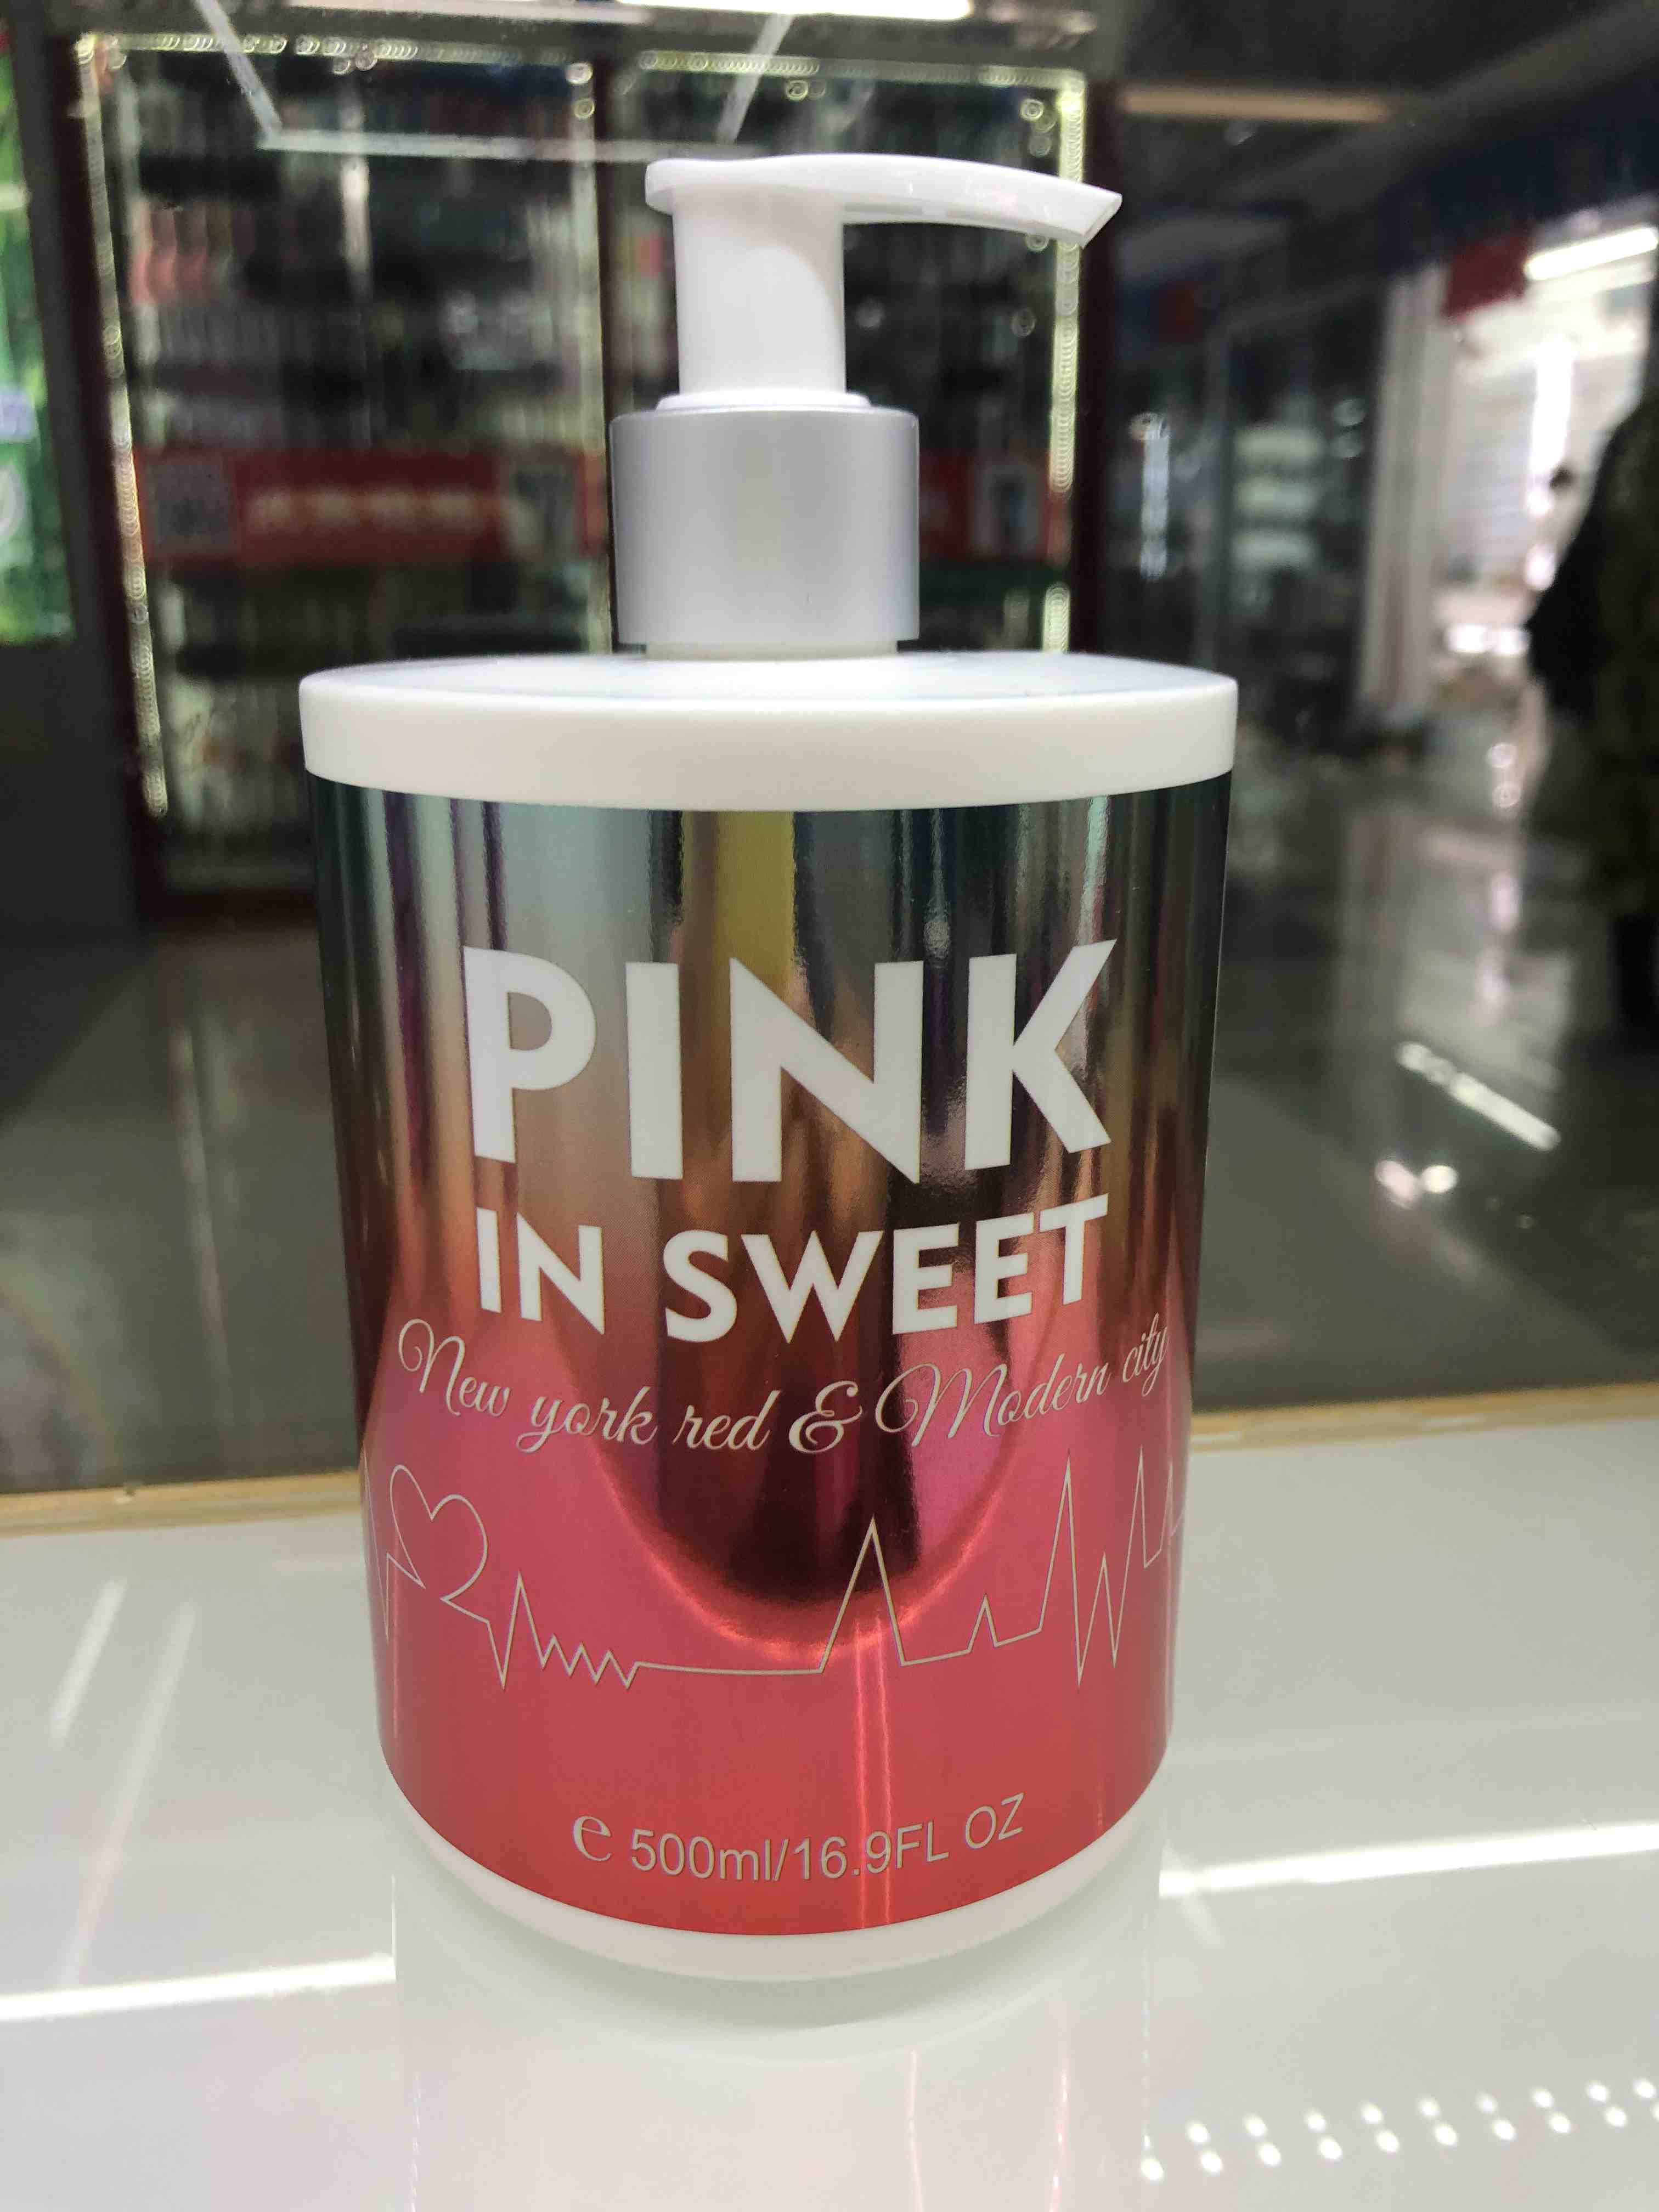 PINK
IN SWEET
New york red & Modern city
e 500ml/16.9FL OZ